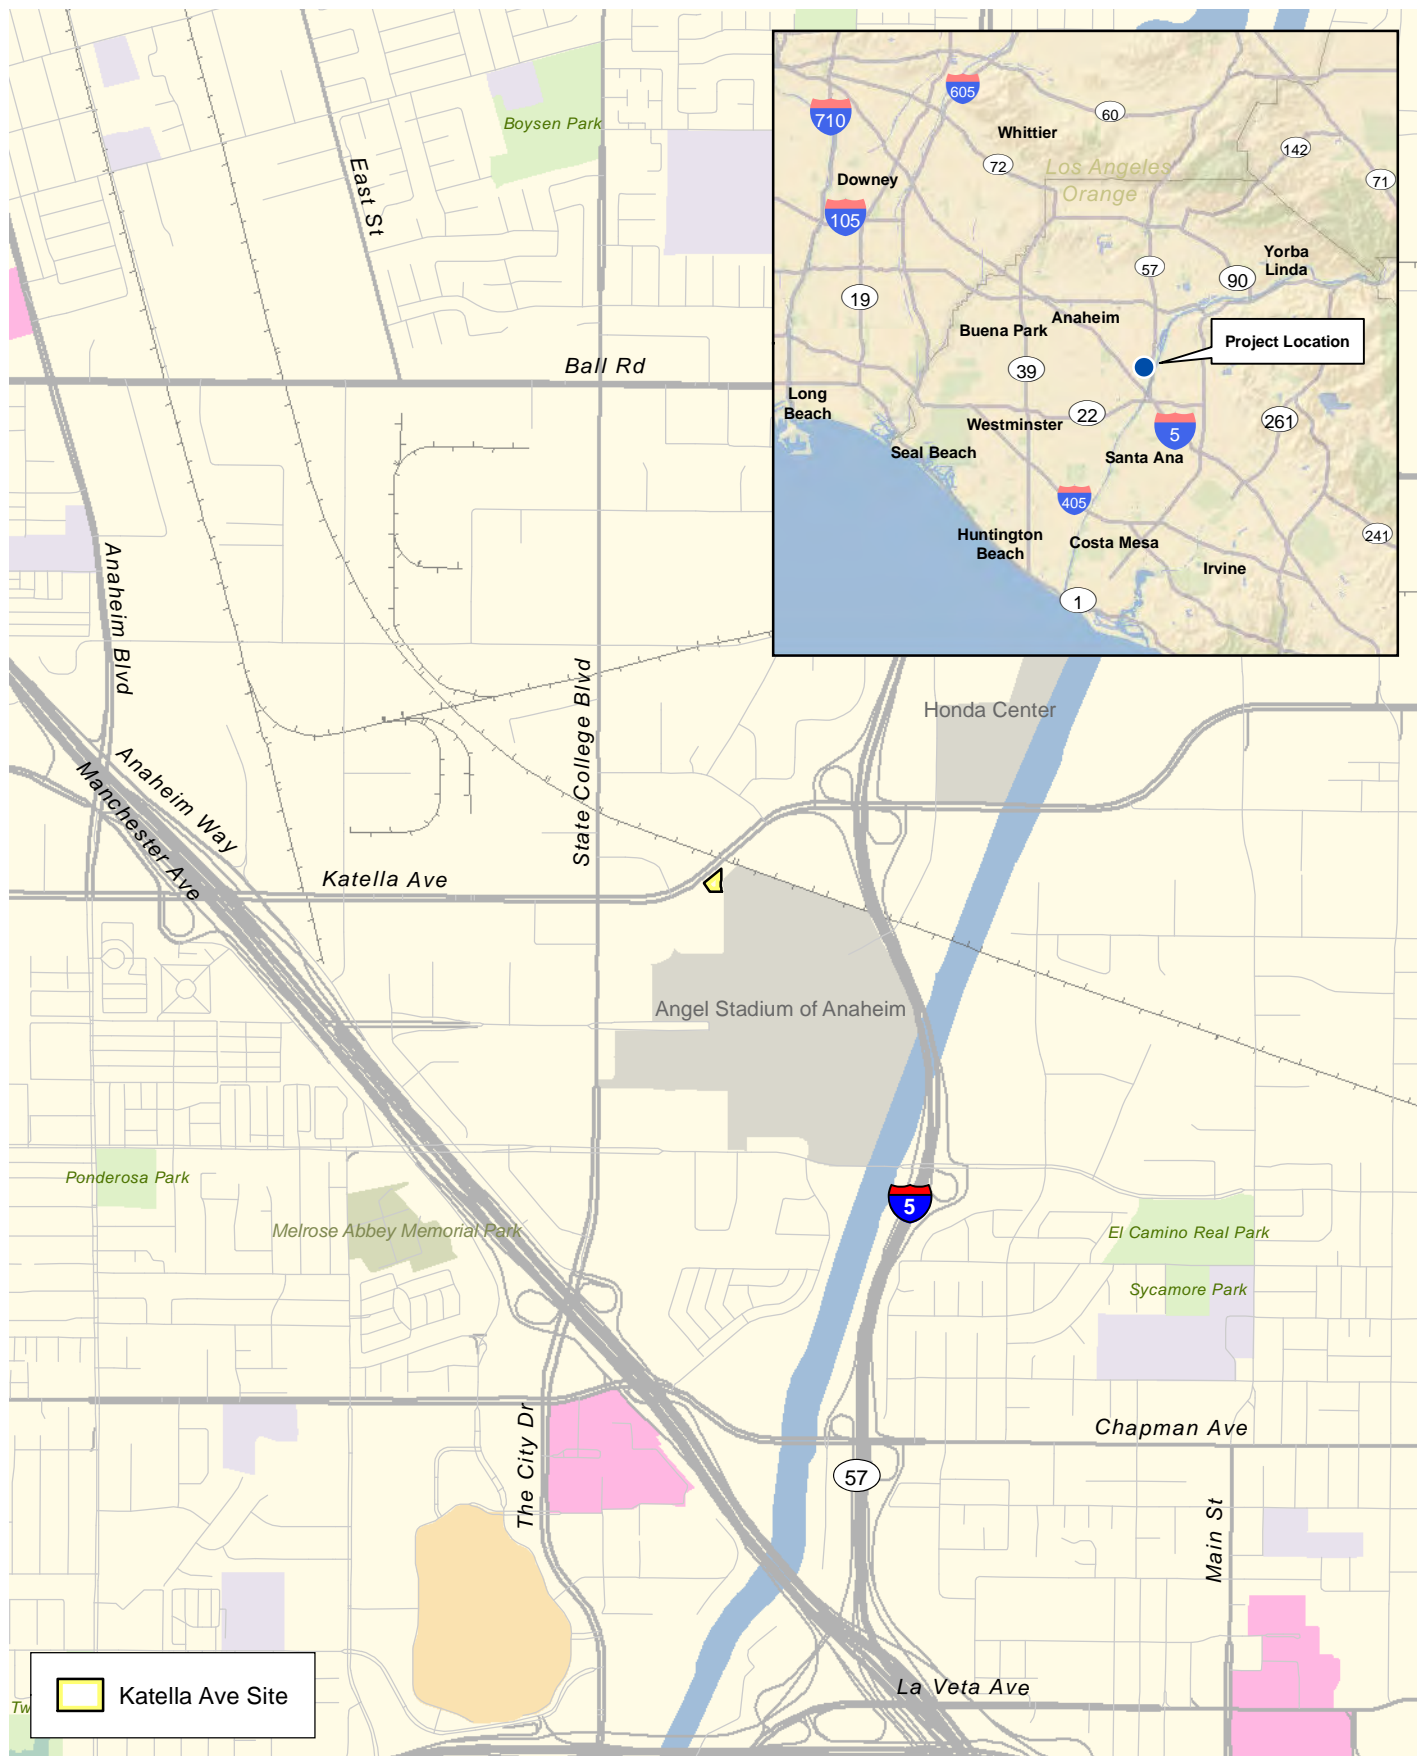 605
710
60
Whittier
142
72
Los Angeles
Orange
71
Downey
105
Yorba
Linda
57
90
19
Anaheim
Buena Park
Project Location
39
Long
Beach
22
261
Westminster
5
Seal Beach
Santa Ana
405
Huntington
Beach
Costa Mesa
241
Irvine
1
Boysen Park
East St
Ball Rd
Anaheim Blvd
State College Blvd
Honda Center
Anaheim Way
Manchester Ave
Katella Ave
Angel Stadium of Anaheim
Ponderosa Park
Melrose Abbey Memorial Park
5
El Camino Real Park
Sycamore Park
The City Dr
Chapman Ave
57
Main St
La Veta Ave
Tw
Katella Ave Site